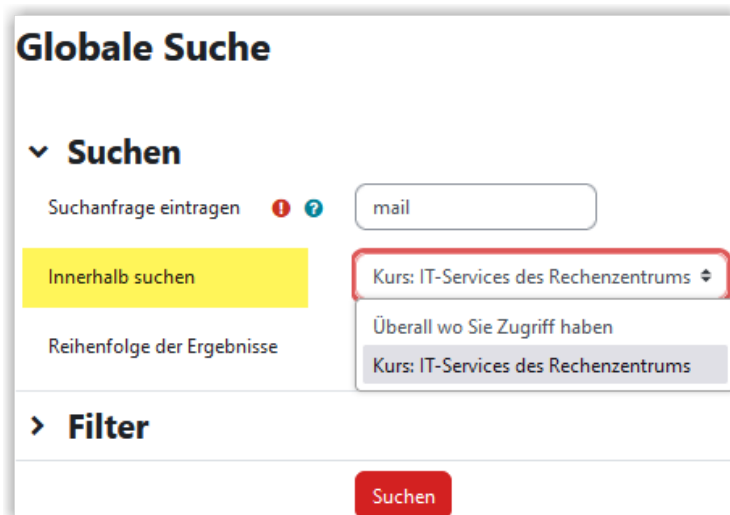 Globale Suche
Suchen
Suchanfrage eintragen
mail
Innerhalb suchen
Kurs: IT-Services des Rechenzentrums
Überall wo Sie Zugriff haben
Reihenfolge der Ergebnisse
Kurs: IT-Services des Rechenzentrums
Filter
Suchen